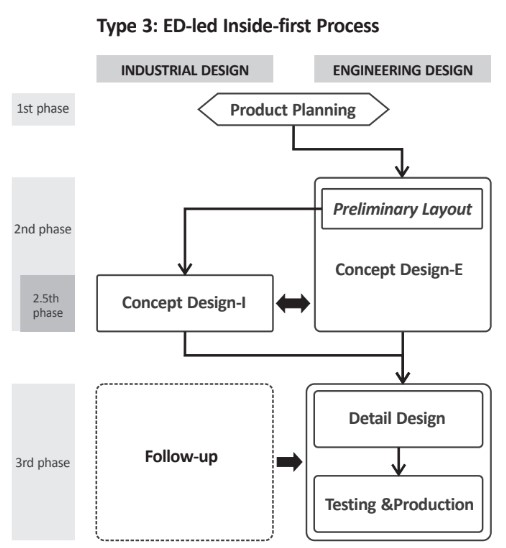 Type 3: ED-led Inside-first Process
INDUSTRIAL DESIGN
ENGINEERING DESIGN
1st phase
Product Planning
2nd phase
Preliminary Layout
Concept Design-E
2.5th
phase
Concept Design-I
3rd phase
Follow-up
Detail Design
Testing &Production